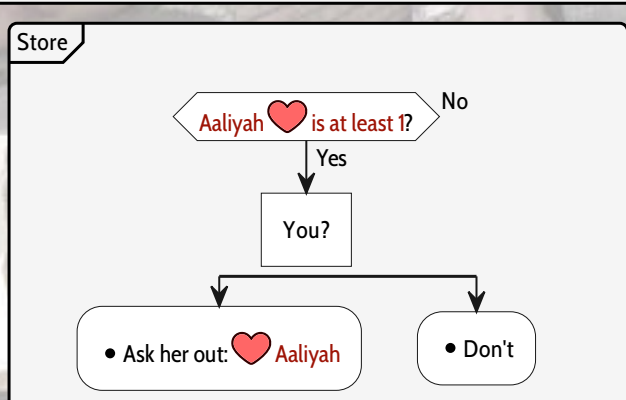 Store
Aaliyah is at least 1?
No
Yes
You?
• Ask her out: Aaliyah
• Don't